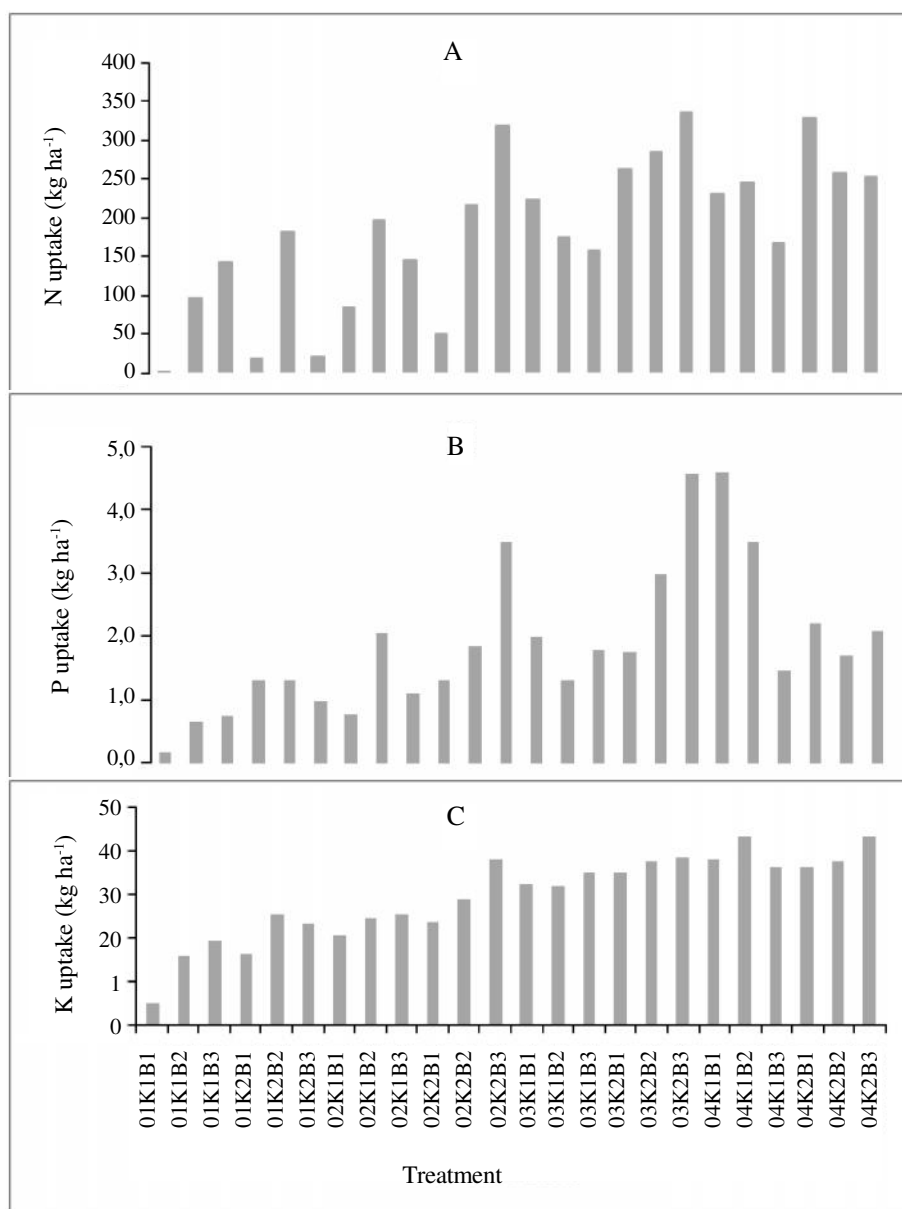 A
N uptake (kg ha⁻¹)
400
350
300
250
200
150
100
50
0
B
P uptake (kg ha⁻¹)
5,0
4,0
3,0
2,0
1,0
0,0
C
K uptake (kg ha⁻¹)
50
40
30
20
1
0
01K1B1
01K1B2
01K1B3
01K2B1
01K2B2
01K2B3
02K1B1
02K1B2
02K1B3
02K2B1
02K2B2
02K2B3
03K1B1
03K1B2
03K1B3
03K2B1
03K2B2
03K2B3
04K1B1
04K1B2
04K1B3
04K2B1
04K2B2
04K2B3
Treatment